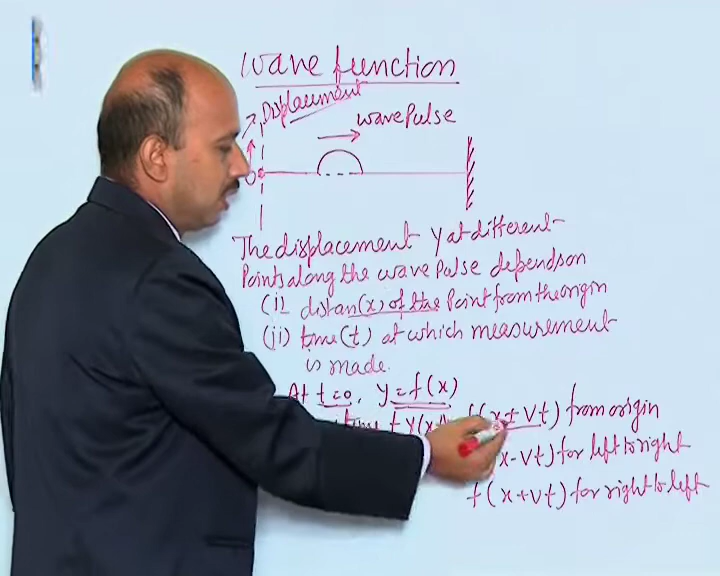 wave function
Displacement
wave Pulse
O
The displacement y at different
Points along the wave Pulse depends on
(i) distan(x) of the Point from the origin
(ii) time(t) at which measurement
is made.
At t=0, y=f(x)
time t y(x,t) f(x±vt) from origin
(x-vt) for left to right
f(x+vt) for right to left